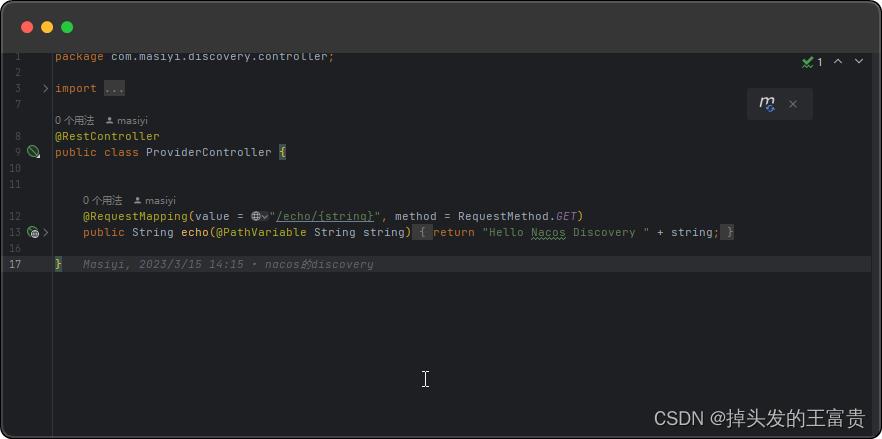 1 package com.masiyi.discovery.controller;
✓ 1
2
3 import ...
7
m ×
0 个用法 masiyi
8 @RestController
9 public class ProviderController {
10
11
0 个用法 masiyi
12 @RequestMapping(value = "/echo/{string}", method = RequestMethod.GET)
13 public String echo(@PathVariable String string) { return "Hello Nacos Discovery " + string; }
16
17 } Masiyi, 2023/3/15 14:15 · nacos的discovery
CSDN @掉头发的王富贵